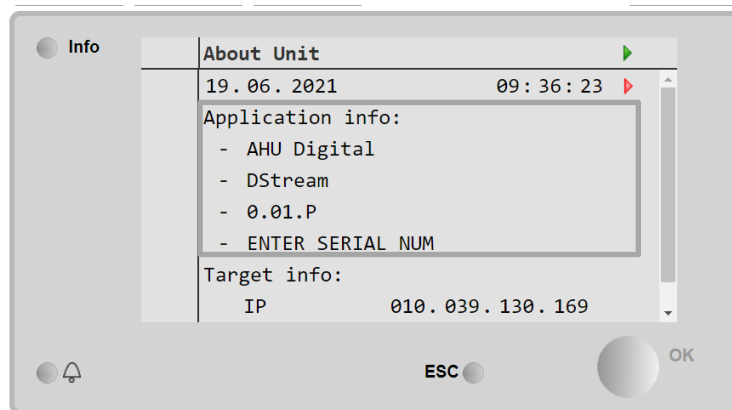 Info
About Unit
19.06.2021 09:36:23
Application info:
- AHU Digital
- DStream
- 0.01.P
- ENTER SERIAL NUM
Target info:
IP 010.039.130.169
ESC
OK